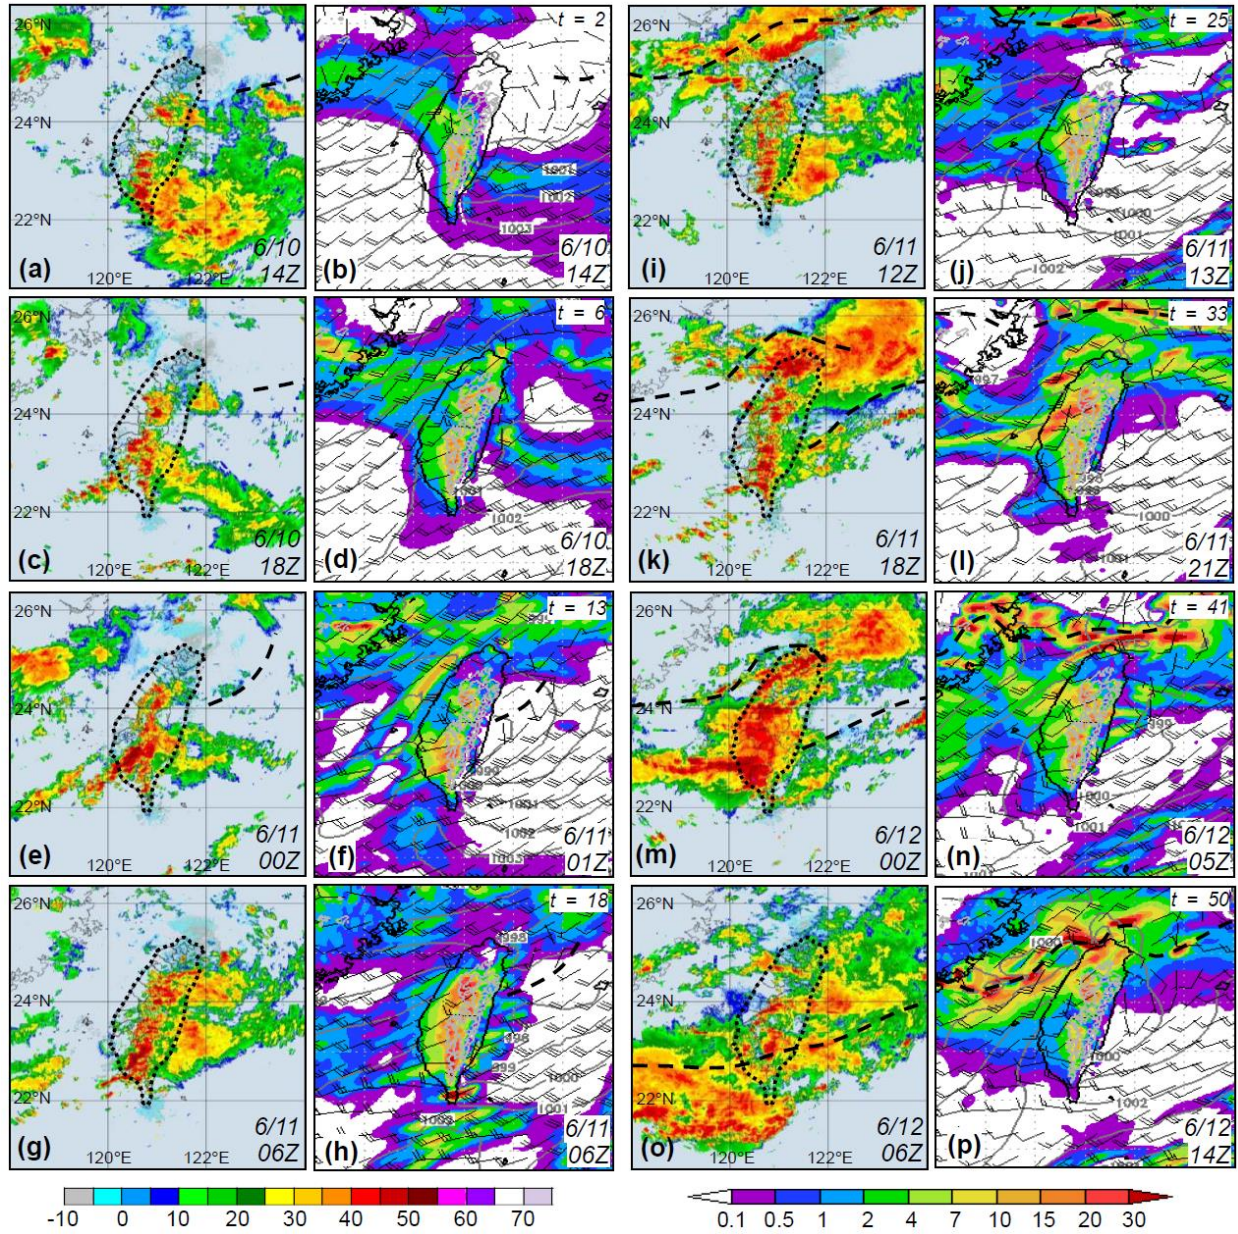 26°N
24°N
22°N
(a)
120°E
122°E
6/10
14Z
t = 2
1001
1002
1003
(b)
6/10
14Z
26°N
24°N
22°N
(i)
120°E
122°E
6/11
12Z
t = 25
1000
1001
1002
(j)
6/11
13Z
26°N
24°N
22°N
(c)
120°E
122°E
6/10
18Z
t = 6
1002
(d)
6/10
18Z
26°N
24°N
22°N
(k)
120°E
122°E
6/11
18Z
t = 33
997
998
1000
1001
(l)
6/11
21Z
26°N
24°N
22°N
(e)
120°E
122°E
6/11
00Z
t = 13
999
1000
1001
1002
1003
(f)
6/11
01Z
26°N
24°N
22°N
(m)
120°E
122°E
6/12
00Z
t = 41
999
1000
1001
(n)
6/12
05Z
26°N
24°N
22°N
(g)
120°E
122°E
6/11
06Z
t = 18
998
998
999
1000
1001
(h)
6/11
06Z
26°N
24°N
22°N
(o)
120°E
122°E
6/12
06Z
t = 50
1000
1000
1002
(p)
6/12
14Z
-10 0 10 20 30 40 50 60 70
0.1 0.5 1 2 4 7 10 15 20 30